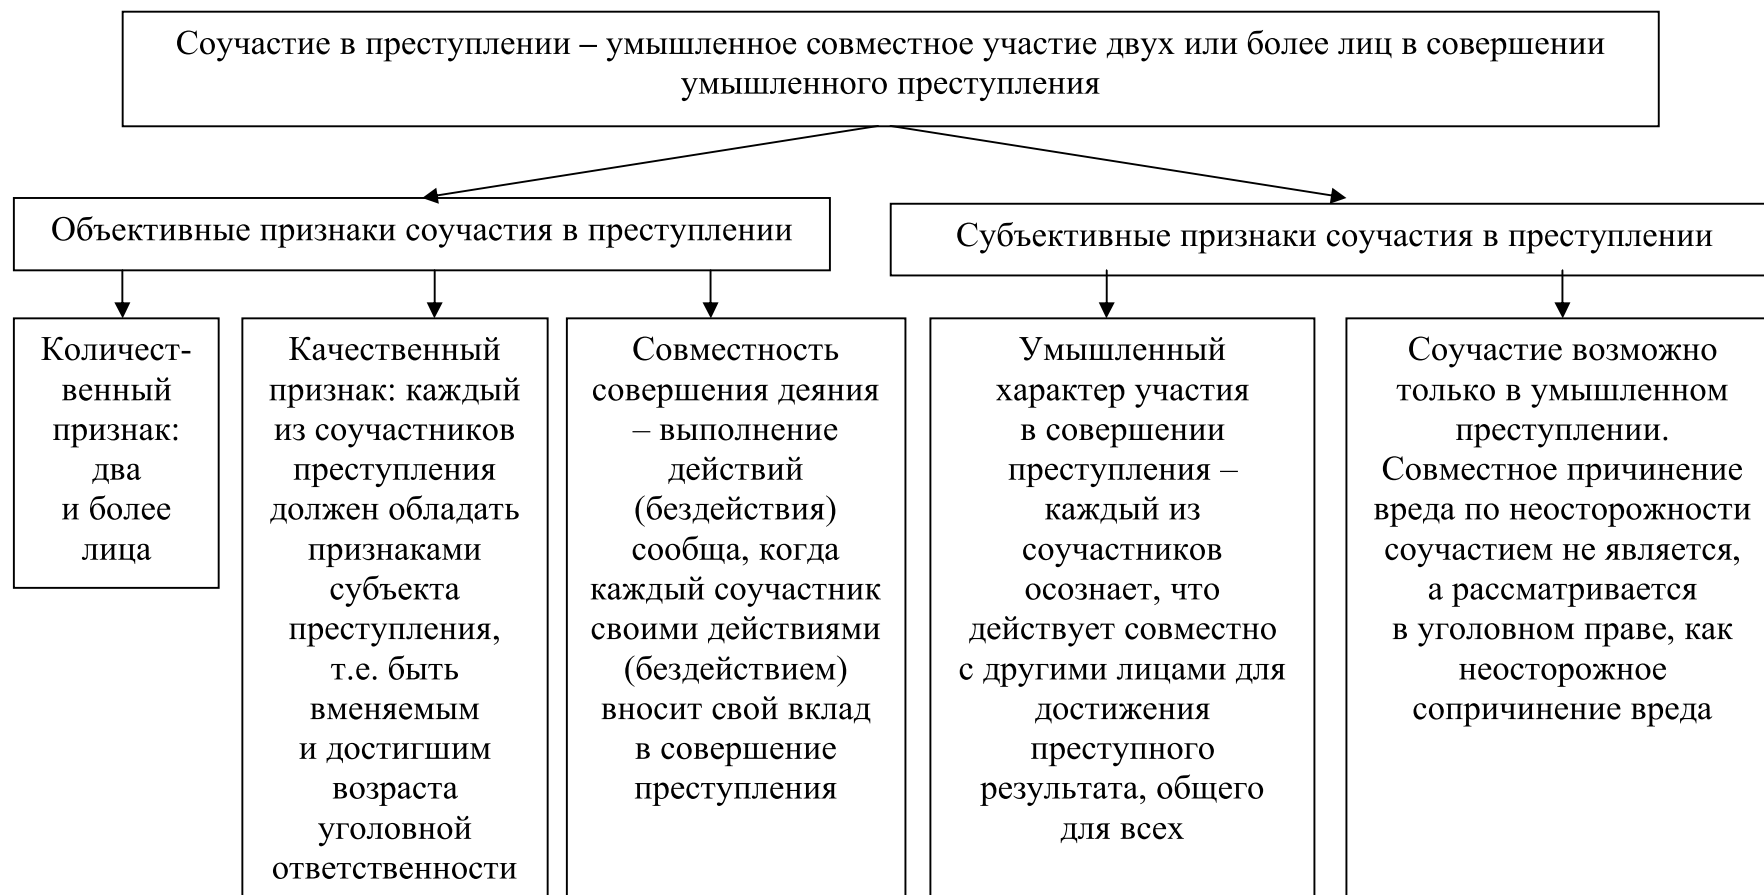 Соучастие в преступлении – умышленное совместное участие двух или более лиц в совершении
умышленного преступления
Объективные признаки соучастия в преступлении
Субъективные признаки соучастия в преступлении
Количест-
венный
признак:
два
и более
лица
Качественный
признак: каждый
из соучастников
преступления
должен обладать
признаками
субъекта
преступления,
т.е. быть
вменяемым
и достигшим
возраста
уголовной
ответственности
Совместность
совершения деяния
– выполнение
действий
(бездействия)
сообща, когда
каждый соучастник
своими действиями
(бездействием)
вносит свой вклад
в совершение
преступления
Умышленный
характер участия
в совершении
преступления –
каждый из
соучастников
осознает, что
действует совместно
с другими лицами для
достижения
преступного
результата, общего
для всех
Соучастие возможно
только в умышленном
преступлении.
Совместное причинение
вреда по неосторожности
соучастием не является,
а рассматривается
в уголовном праве, как
неосторожное
сопричинение вреда